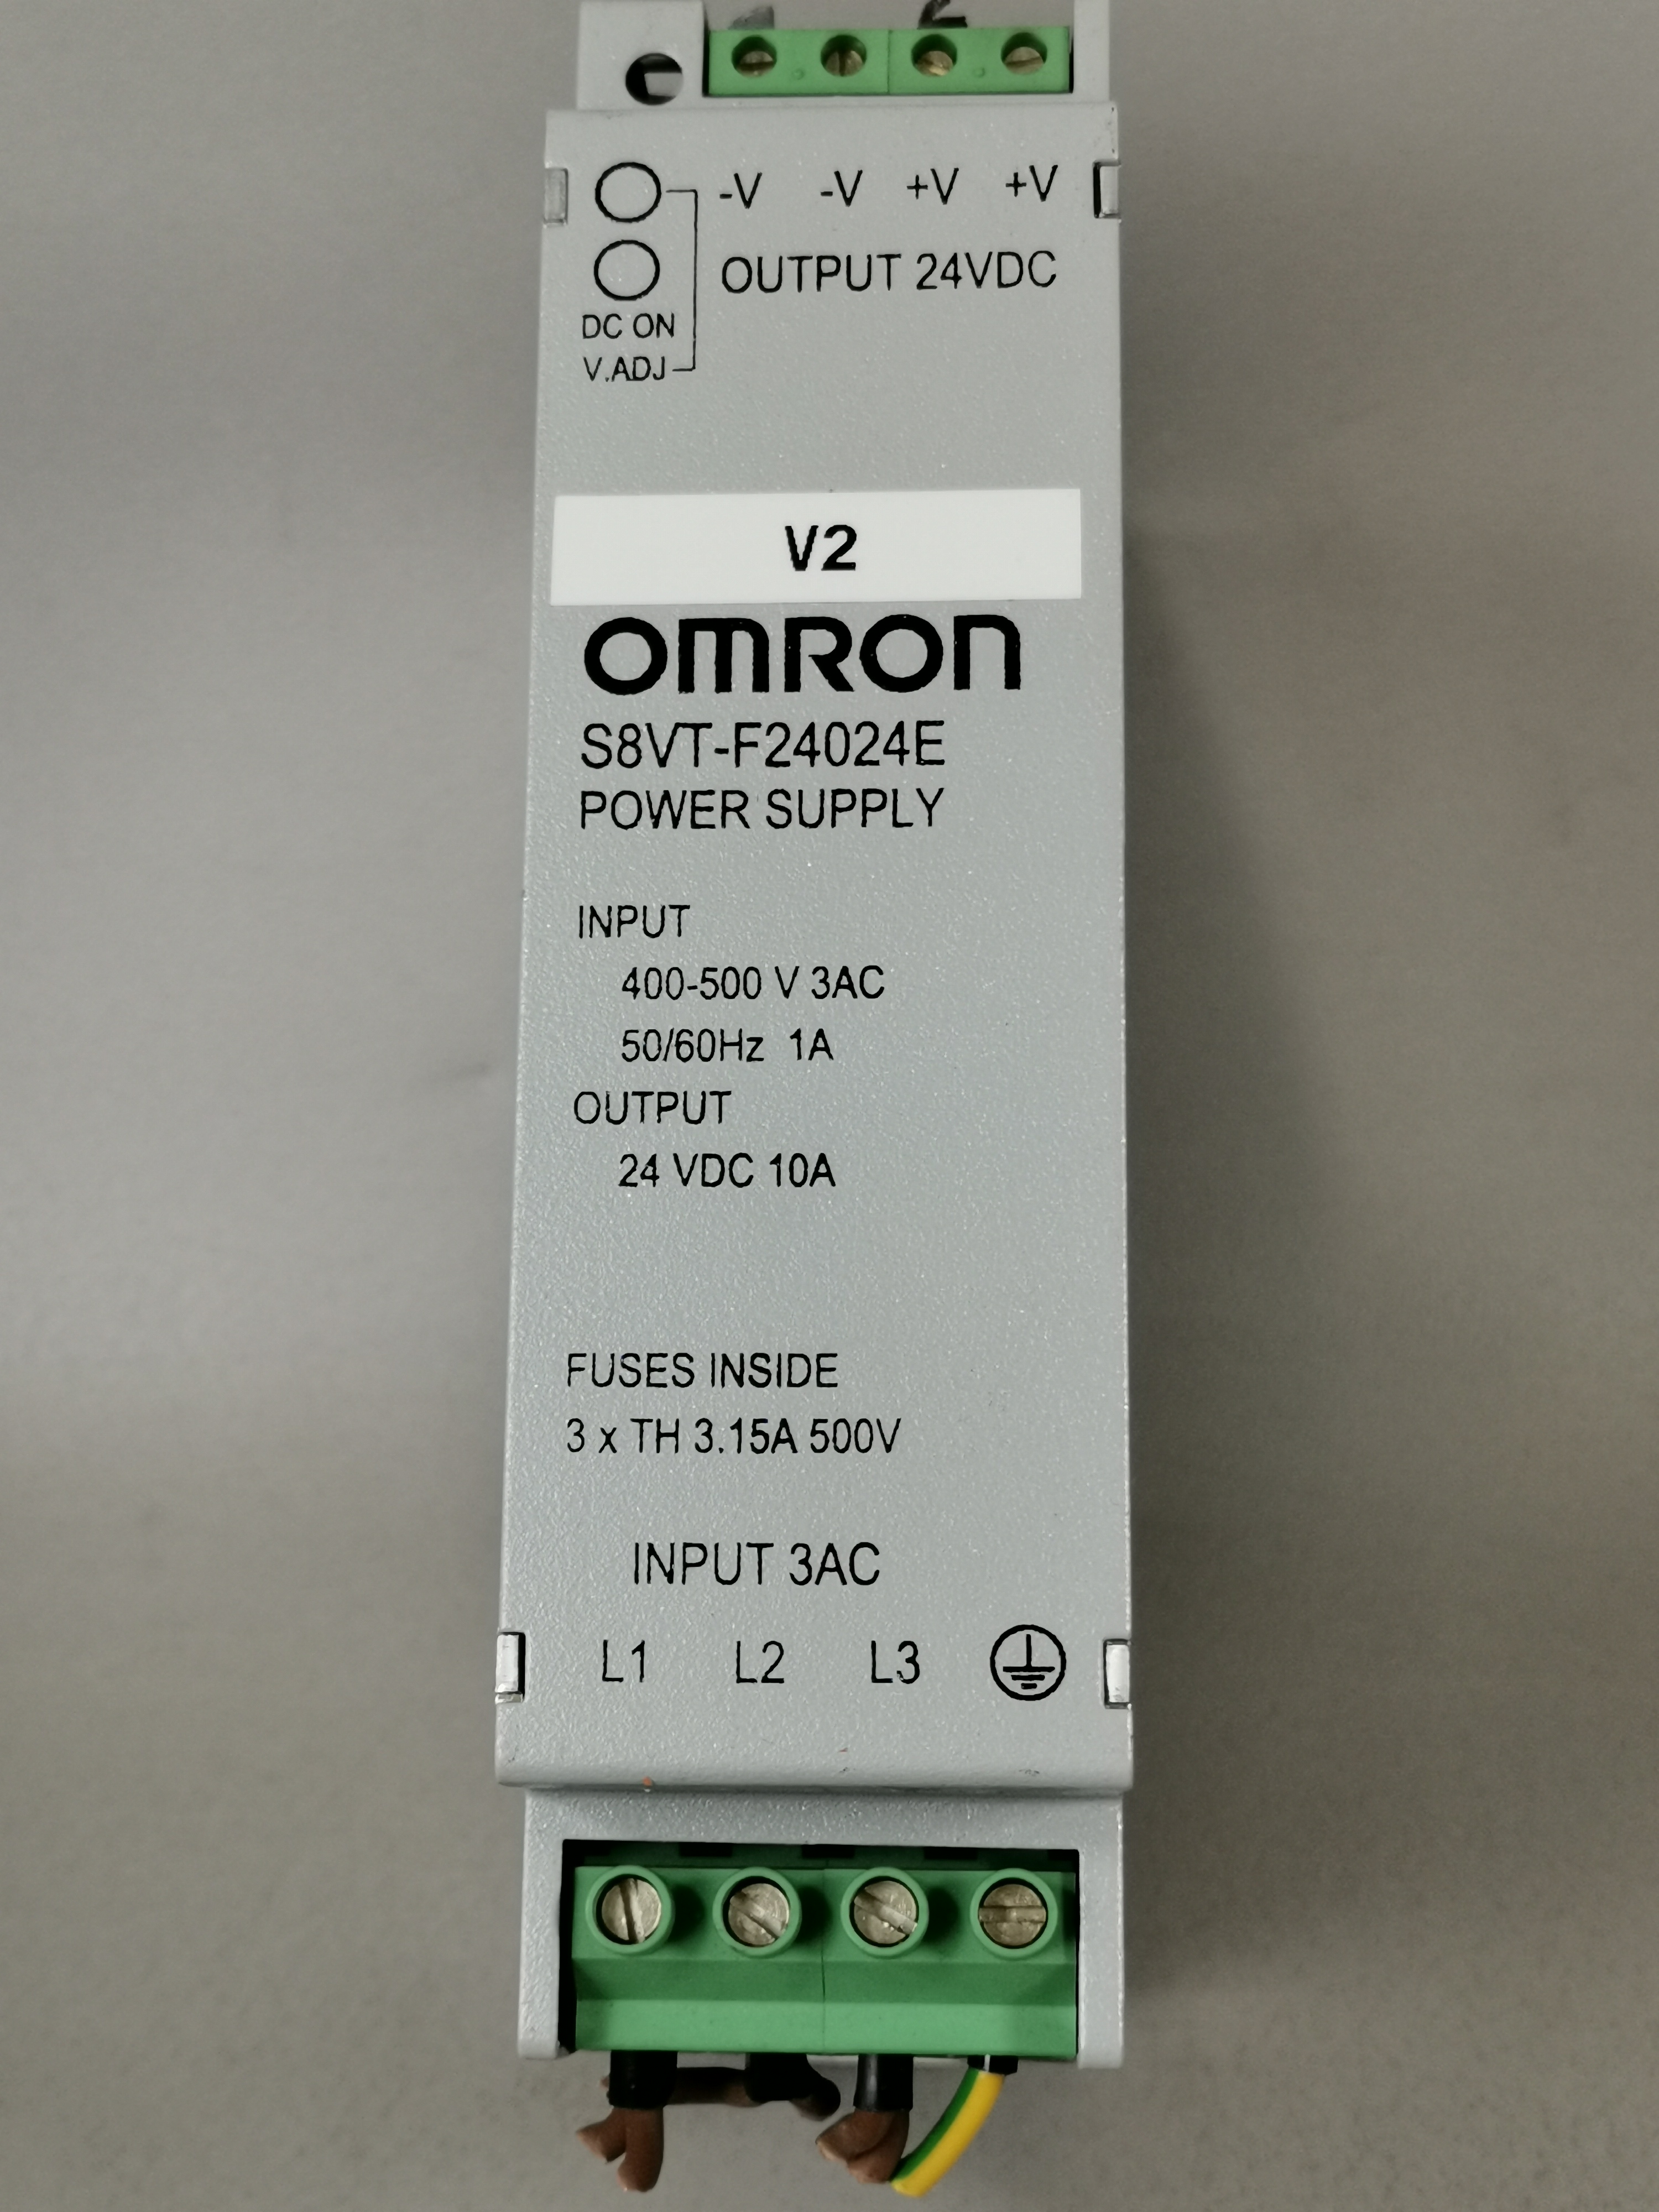 -V -V +V +V
OUTPUT 24VDC
DC ON
V.ADJ
V2
OMRON
S8VT-F24024E
POWER SUPPLY
INPUT
400-500 V 3AC
50/60Hz 1A
OUTPUT
24 VDC 10A
FUSES INSIDE
3 x TH 3.15A 500V
INPUT 3AC
L1 L2 L3